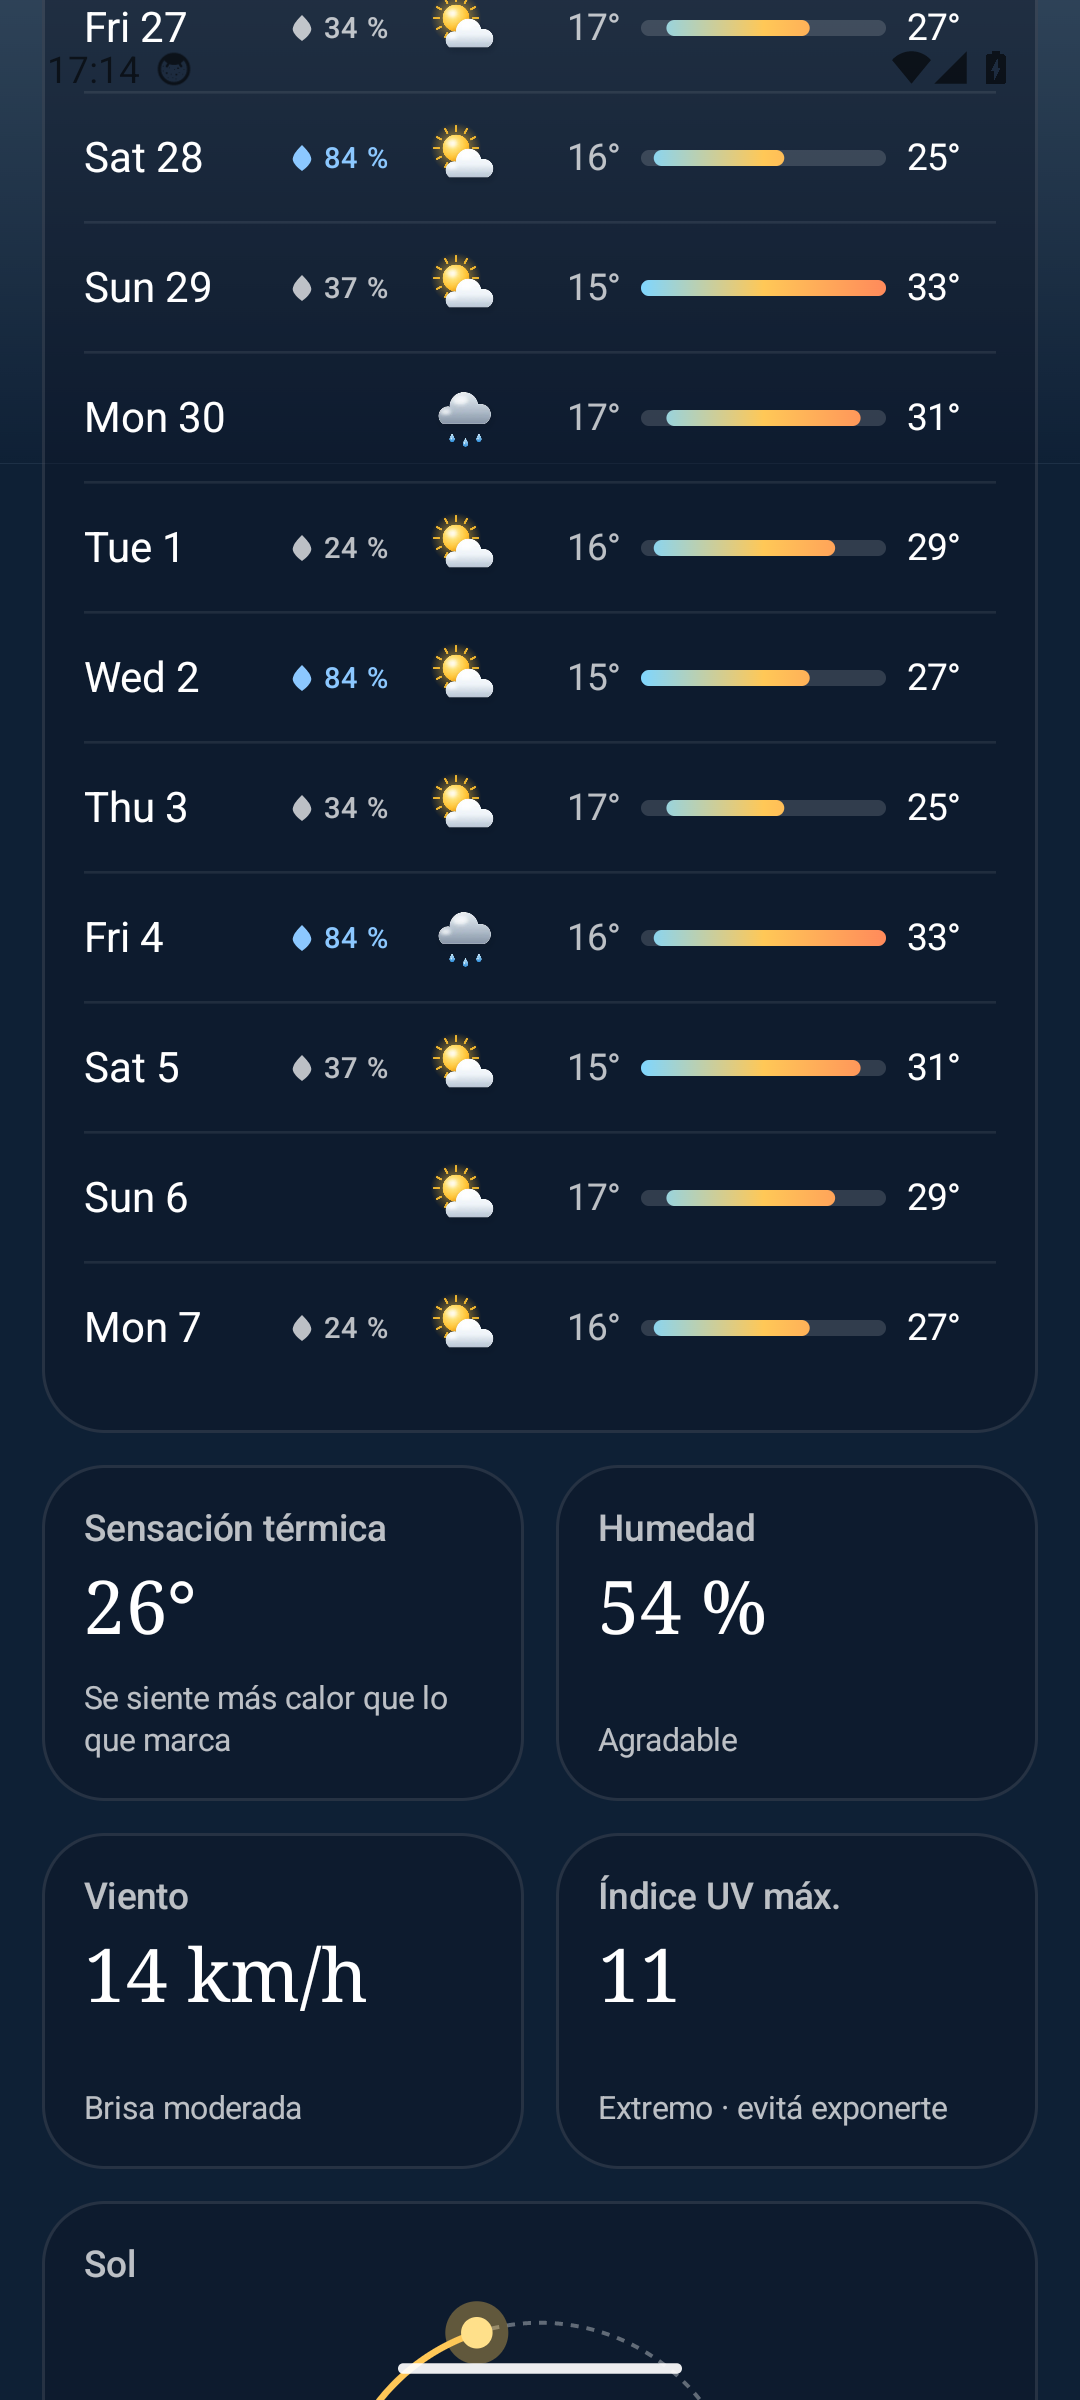 Fri 27 34 % 17° 27°
17:14
Sat 28 84 % 16° 25°
Sun 29 37 % 15° 33°
Mon 30 17° 31°
Tue 1 24 % 16° 29°
Wed 2 84 % 15° 27°
Thu 3 34 % 17° 25°
Fri 4 84 % 16° 33°
Sat 5 37 % 15° 31°
Sun 6 17° 29°
Mon 7 24 % 16° 27°
Sensación térmica
26°
Se siente más calor que lo
que marca
Humedad
54 %
Agradable
Viento
14 km/h
Brisa moderada
Índice UV máx.
11
Extremo · evitá exponerte
Sol